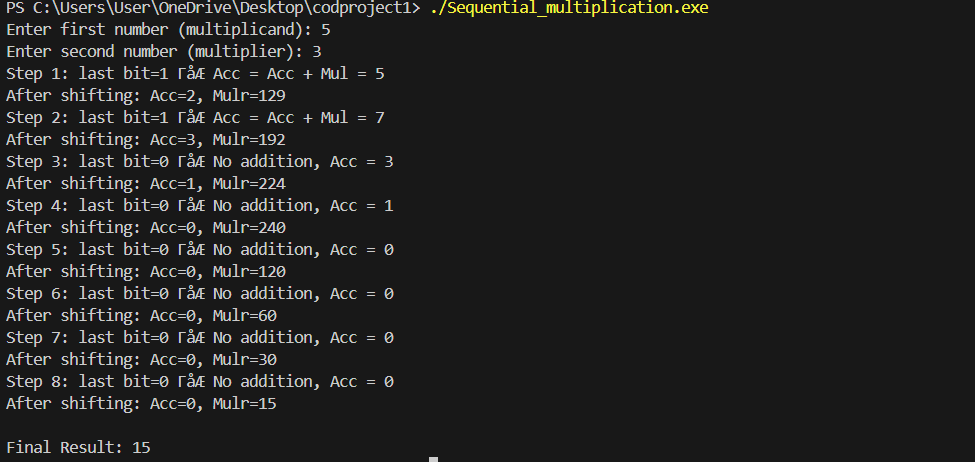 PS C:\Users\User\OneDrive\Desktop\codproject1> ./Sequential_multiplication.exe
Enter first number (multiplicand): 5
Enter second number (multiplier): 3
Step 1: last bit=1 ΓåÆ Acc = Acc + Mul = 5
After shifting: Acc=2, Mulr=129
Step 2: last bit=1 ΓåÆ Acc = Acc + Mul = 7
After shifting: Acc=3, Mulr=192
Step 3: last bit=0 ΓåÆ No addition, Acc = 3
After shifting: Acc=1, Mulr=224
Step 4: last bit=0 ΓåÆ No addition, Acc = 1
After shifting: Acc=0, Mulr=240
Step 5: last bit=0 ΓåÆ No addition, Acc = 0
After shifting: Acc=0, Mulr=120
Step 6: last bit=0 ΓåÆ No addition, Acc = 0
After shifting: Acc=0, Mulr=60
Step 7: last bit=0 ΓåÆ No addition, Acc = 0
After shifting: Acc=0, Mulr=30
Step 8: last bit=0 ΓåÆ No addition, Acc = 0
After shifting: Acc=0, Mulr=15
Final Result: 15